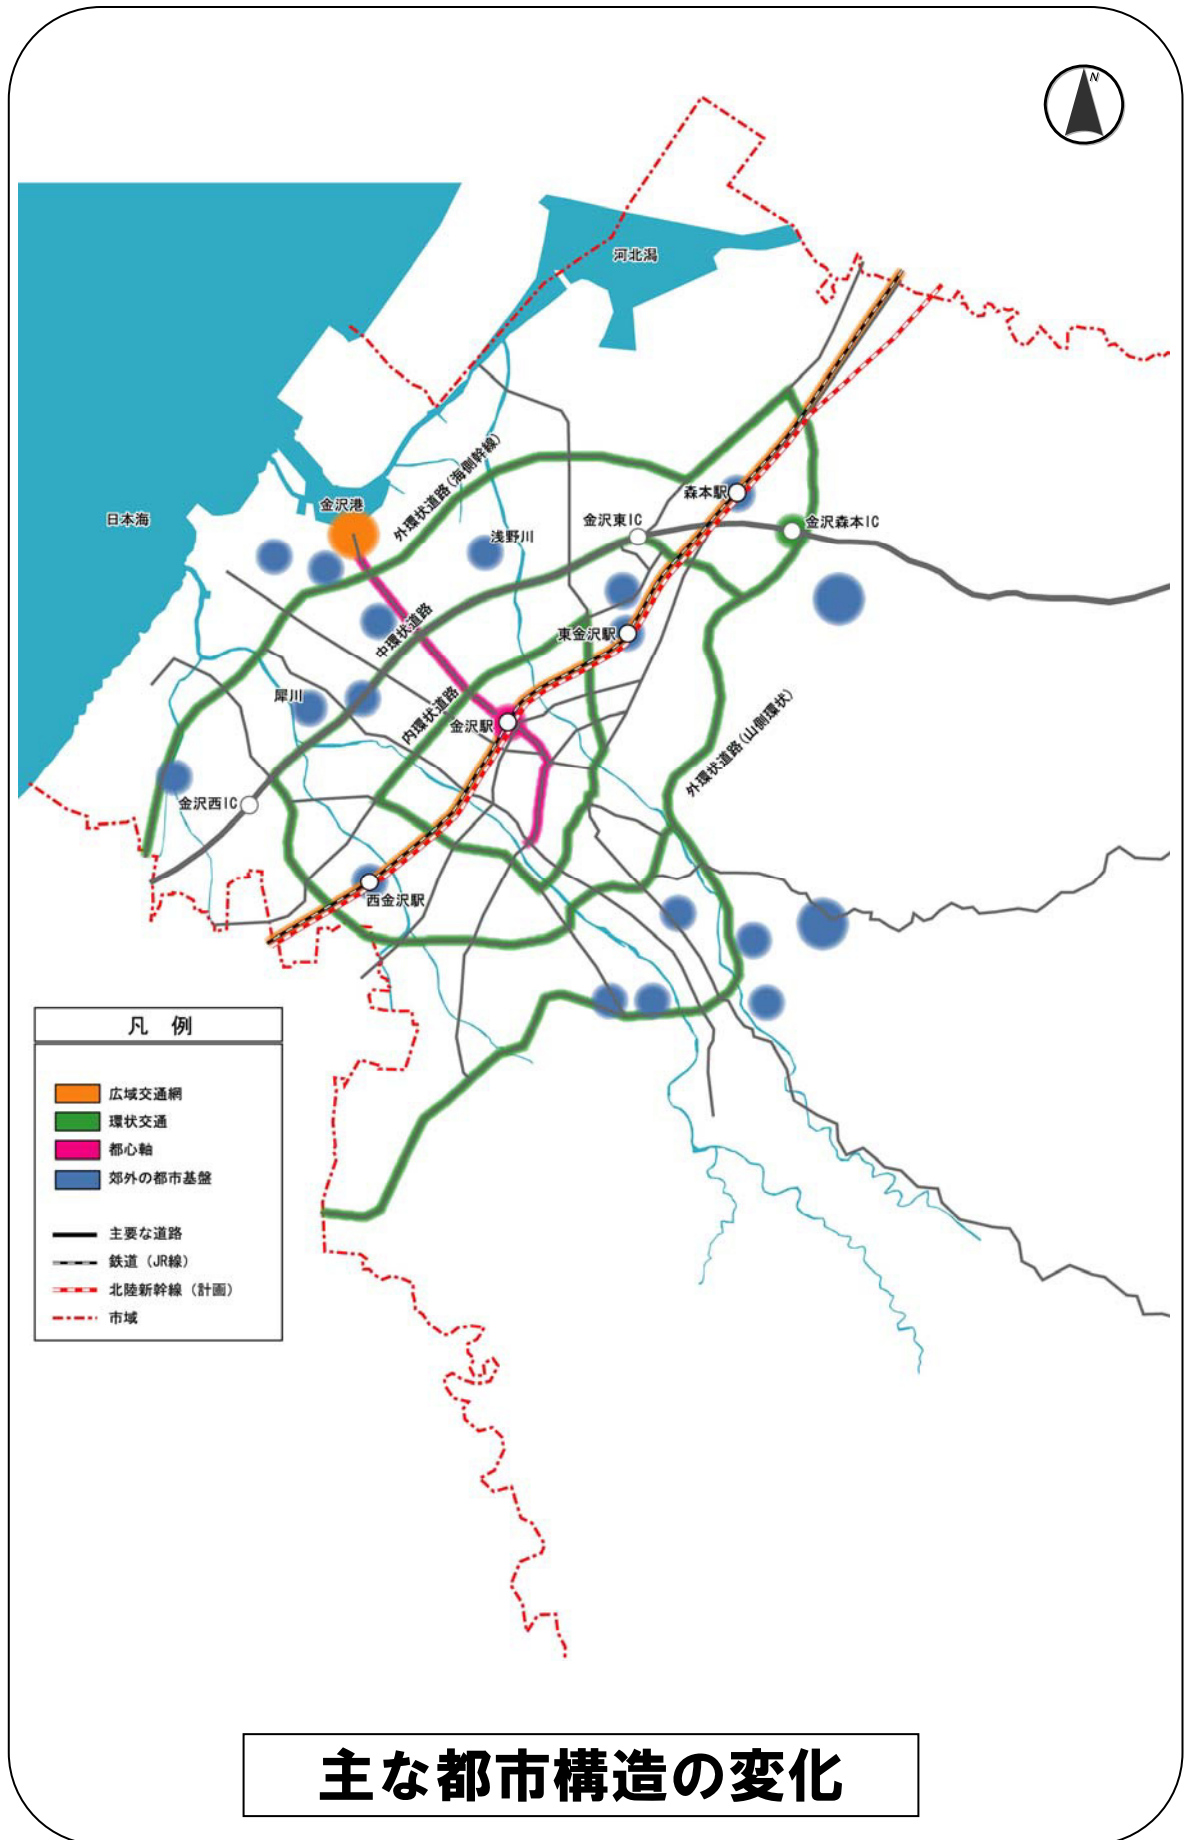 N
河北潟
外環状道路(海側幹線)
金沢港
日本海
森本駅
金沢東IC
金沢森本IC
浅野川
中環状道路
東金沢駅
犀川
内環状道路
金沢駅
外環状道路(山側環状)
金沢西IC
西金沢駅
凡 例
広域交通網
環状交通
都心軸
郊外の都市基盤
主要な道路
鉄道(JR線)
北陸新幹線(計画)
市域
主な都市構造の変化